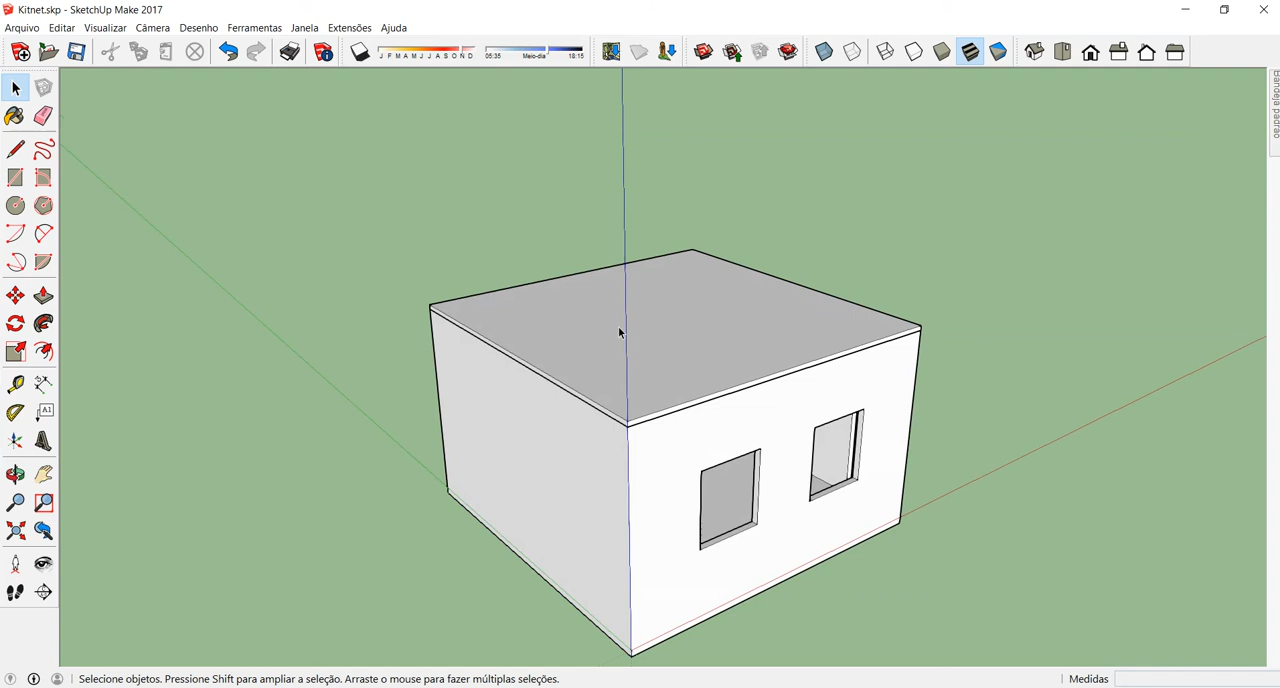 Kitnet.skp - SketchUp Make 2017
Arquivo Editar Visualizar Câmera Desenho Ferramentas Janela Extensões Ajuda
J F M A M J J A S O N D
05:35 Meio-dia 18:15
Bandeja padrão
A1
Selecione objetos. Pressione Shift para ampliar a seleção. Arraste o mouse para fazer múltiplas seleções.
Medidas